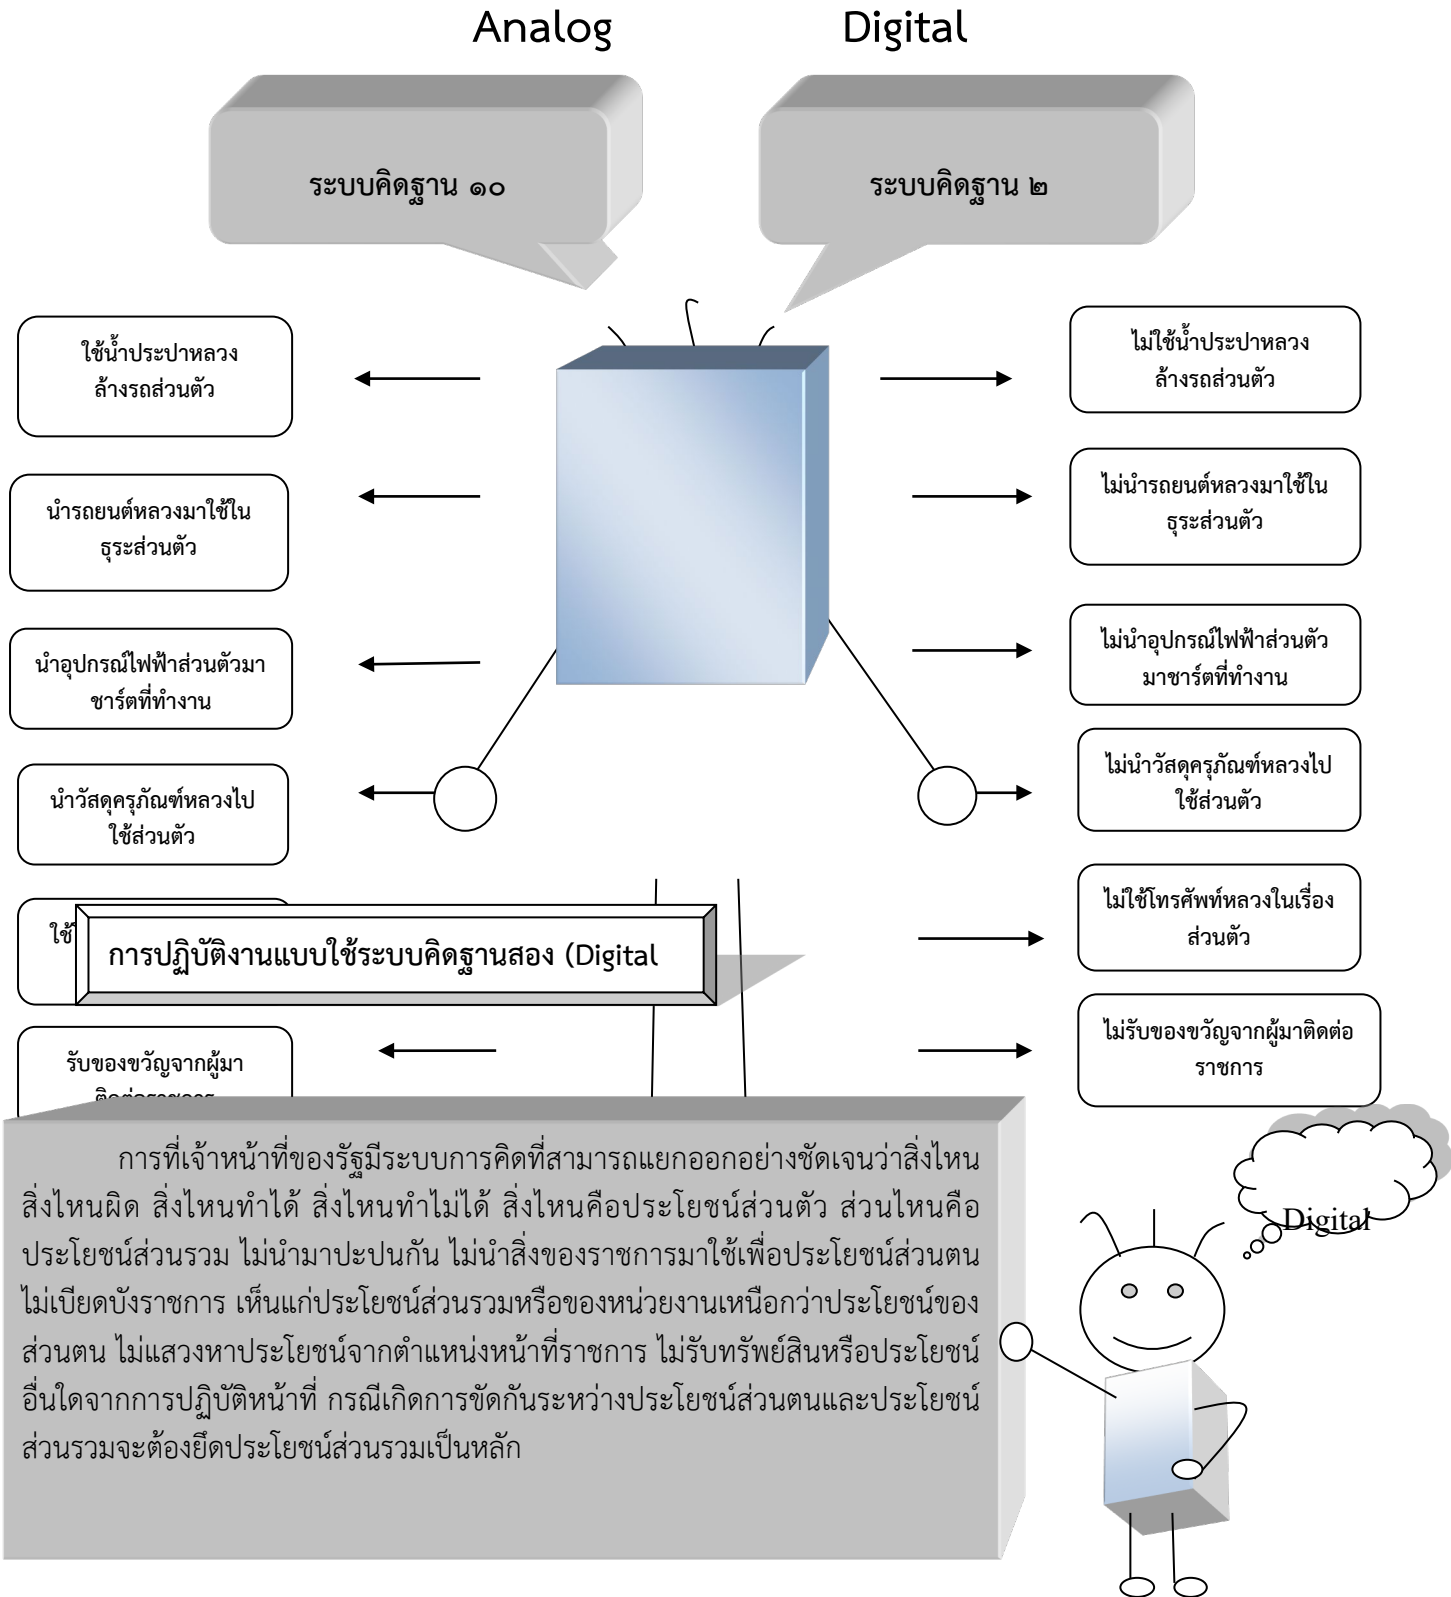 Analog Digital
ระบบคิดฐาน ๑๐
ระบบคิดฐาน ๒
ใช้น้ำประปาหลวง
ล้างรถส่วนตัว
นำรถยนต์หลวงมาใช้ใน
ธุระส่วนตัว
นำอุปกรณ์ไฟฟ้าส่วนตัวมา
ชาร์ตที่ทำงาน
นำวัสดุครุภัณฑ์หลวงไป
ใช้ส่วนตัว
ใช้
รับของขวัญจากผู้มา
ติดต่อราชการ
ไม่ใช้น้ำประปาหลวง
ล้างรถส่วนตัว
ไม่นำรถยนต์หลวงมาใช้ใน
ธุระส่วนตัว
ไม่นำอุปกรณ์ไฟฟ้าส่วนตัว
มาชาร์ตที่ทำงาน
ไม่นำวัสดุครุภัณฑ์หลวงไป
ใช้ส่วนตัว
ไม่ใช้โทรศัพท์หลวงในเรื่อง
ส่วนตัว
ไม่รับของขวัญจากผู้มาติดต่อ
ราชการ
การปฏิบัติงานแบบใช้ระบบคิดฐานสอง (Digital
การที่เจ้าหน้าที่ของรัฐมีระบบการคิดที่สามารถแยกออกอย่างชัดเจนว่าสิ่งไหน
สิ่งไหนผิด สิ่งไหนทำได้ สิ่งไหนทำไม่ได้ สิ่งไหนคือประโยชน์ส่วนตัว ส่วนไหนคือ
ประโยชน์ส่วนรวม ไม่นำมาปะปนกัน ไม่นำสิ่งของราชการมาใช้เพื่อประโยชน์ส่วนตน
ไม่เบียดบังราชการ เห็นแก่ประโยชน์ส่วนรวมหรือของหน่วยงานเหนือกว่าประโยชน์ของ
ส่วนตน ไม่แสวงหาประโยชน์จากตำแหน่งหน้าที่ราชการ ไม่รับทรัพย์สินหรือประโยชน์
อื่นใดจากการปฏิบัติหน้าที่ กรณีเกิดการขัดกันระหว่างประโยชน์ส่วนตนและประโยชน์
ส่วนรวมจะต้องยึดประโยชน์ส่วนรวมเป็นหลัก
Digital